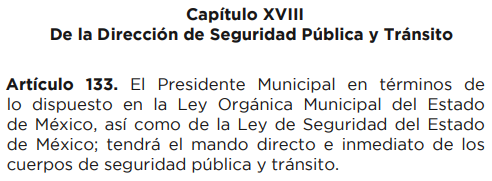 Capítulo XVIII
De la Dirección de Seguridad Pública y Tránsito
Artículo 133. El Presidente Municipal en términos de
lo dispuesto en la Ley Orgánica Municipal del Estado
de México, así como de la Ley de Seguridad del Estado
de México; tendrá el mando directo e inmediato de los
cuerpos de seguridad pública y tránsito.